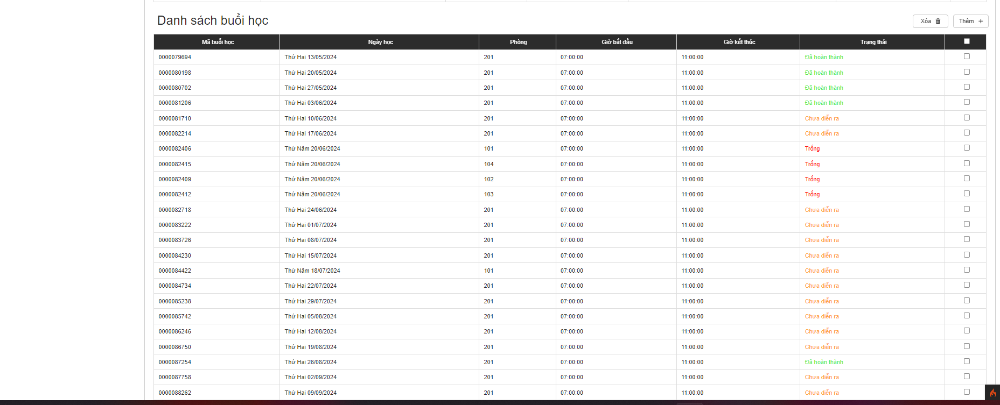 Danh sách buổi học
Xóa Thêm +
Mã buổi học Ngày học Phòng Giờ bắt đầu Giờ kết thúc Trạng thái
0000079694 Thứ Hai 13/05/2024 201 07:00:00 11:00:00 Đã hoàn thành
0000080198 Thứ Hai 20/05/2024 201 07:00:00 11:00:00 Đã hoàn thành
0000080702 Thứ Hai 27/05/2024 201 07:00:00 11:00:00 Đã hoàn thành
0000081206 Thứ Hai 03/06/2024 201 07:00:00 11:00:00 Đã hoàn thành
0000081710 Thứ Hai 10/06/2024 201 07:00:00 11:00:00 Chưa diễn ra
0000082214 Thứ Hai 17/06/2024 201 07:00:00 11:00:00 Chưa diễn ra
0000082406 Thứ Năm 20/06/2024 101 07:00:00 11:00:00 Trống
0000082415 Thứ Năm 20/06/2024 104 07:00:00 11:00:00 Trống
0000082409 Thứ Năm 20/06/2024 102 07:00:00 11:00:00 Trống
0000082412 Thứ Năm 20/06/2024 103 07:00:00 11:00:00 Trống
0000082718 Thứ Hai 24/06/2024 201 07:00:00 11:00:00 Chưa diễn ra
0000083222 Thứ Hai 01/07/2024 201 07:00:00 11:00:00 Chưa diễn ra
0000083726 Thứ Hai 08/07/2024 201 07:00:00 11:00:00 Chưa diễn ra
0000084230 Thứ Hai 15/07/2024 201 07:00:00 11:00:00 Chưa diễn ra
0000084422 Thứ Năm 18/07/2024 101 07:00:00 11:00:00 Chưa diễn ra
0000084734 Thứ Hai 22/07/2024 201 07:00:00 11:00:00 Chưa diễn ra
0000085238 Thứ Hai 29/07/2024 201 07:00:00 11:00:00 Chưa diễn ra
0000085742 Thứ Hai 05/08/2024 201 07:00:00 11:00:00 Chưa diễn ra
0000086246 Thứ Hai 12/08/2024 201 07:00:00 11:00:00 Chưa diễn ra
0000086750 Thứ Hai 19/08/2024 201 07:00:00 11:00:00 Chưa diễn ra
0000087254 Thứ Hai 26/08/2024 201 07:00:00 11:00:00 Đã hoàn thành
0000087758 Thứ Hai 02/09/2024 201 07:00:00 11:00:00 Chưa diễn ra
0000088262 Thứ Hai 09/09/2024 201 07:00:00 11:00:00 Chưa diễn ra